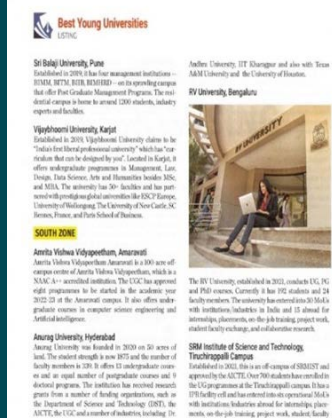 Best Young Universities
LISTING
Sri Balaji University, Pune
Established in 2019, it has four management institutions —
BIMM, BITM, BIIB, BIMHRD — on its sprawling campus
that offer Post Graduate Management Programs. The resi-
dential campus is home to around 1200 students, industry
experts and faculties.
Vijaybhoomi University, Karjat
Established in 2019, Vijaybhoomi University claims to be
"India's first liberal professional university" which has "cur-
riculum that can be designed by you". Located in Karjat, it
offers undergraduate programmes in Management, Law,
Design, Data Science, Arts and Humanities besides MSc,
and MBA. The university has 50+ faculties and has part-
nered with prestigious global universities like ESCP Europe,
University of Wollongong, The University of New Castle, SC
Rennes, France, and Paris School of Business.
SOUTH ZONE
Amrita Vishwa Vidyapeetham, Amaravati
Amrita Vishwa Vidyapeetham Amaravati is a 100-acre off-
campus centre of Amrita Vishwa Vidyapeetham, which is a
NAAC A++ accredited institution. The UGC has approved
eight programmes to be started in the academic year
2022-23 at the Amaravati campus. It also offers under-
graduate courses in computer science engineering and
Artificial intelligence.
Anurag University, Hyderabad
Anurag University was founded in 2020 on 50 acres of
land. The student strength is now 1875 and the number of
faculty members is 339. It offers 12 undergraduate cours-
es and an equal number of postgraduate courses and 9
doctoral programs. The institution has received research
grants from a number of funding organizations, such as
the Department of Science and Technology (DST), the
AICTE, the UGC and a number of industries, including Dr.
Andhra University, IIT Kharagpur and also with Texas
A&M University and the University of Houston.
RV University, Bengaluru
RV UNIVERSITY
The RV University, established in 2021, conducts UG, PG
and PhD courses. Currently it has 192 students and 24
faculty members. The university has entered into 30 MoUs
with institutions/industries in India and 15 abroad for
internships, placements, on-the-job training, project work,
student faculty exchange, and collaborative research.
SRM Institute of Science and Technology,
Tiruchirappalli Campus
Established in 2021, this is an off-campus of SRMIST and
approved by the AICTE. Over 700 students have enrolled in
the UG programmes at the Tiruchirappalli campus. It has a
179 faculty cell and has entered into six operational MoUs
with institutions/industries abroad for internships, place-
ments, on-the-job training, project work, student facul-